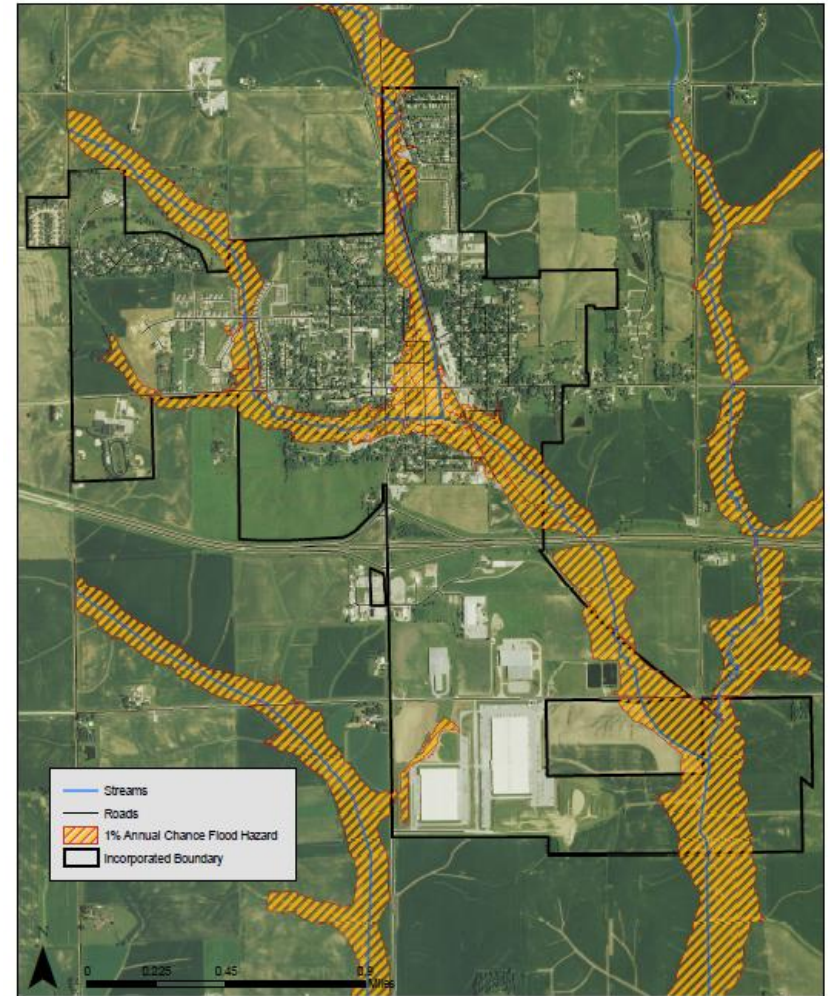 Streams
Roads
1% Annual Chance Flood Hazard
Incorporated Boundary
N
0 0.225 0.45 0.9
Miles